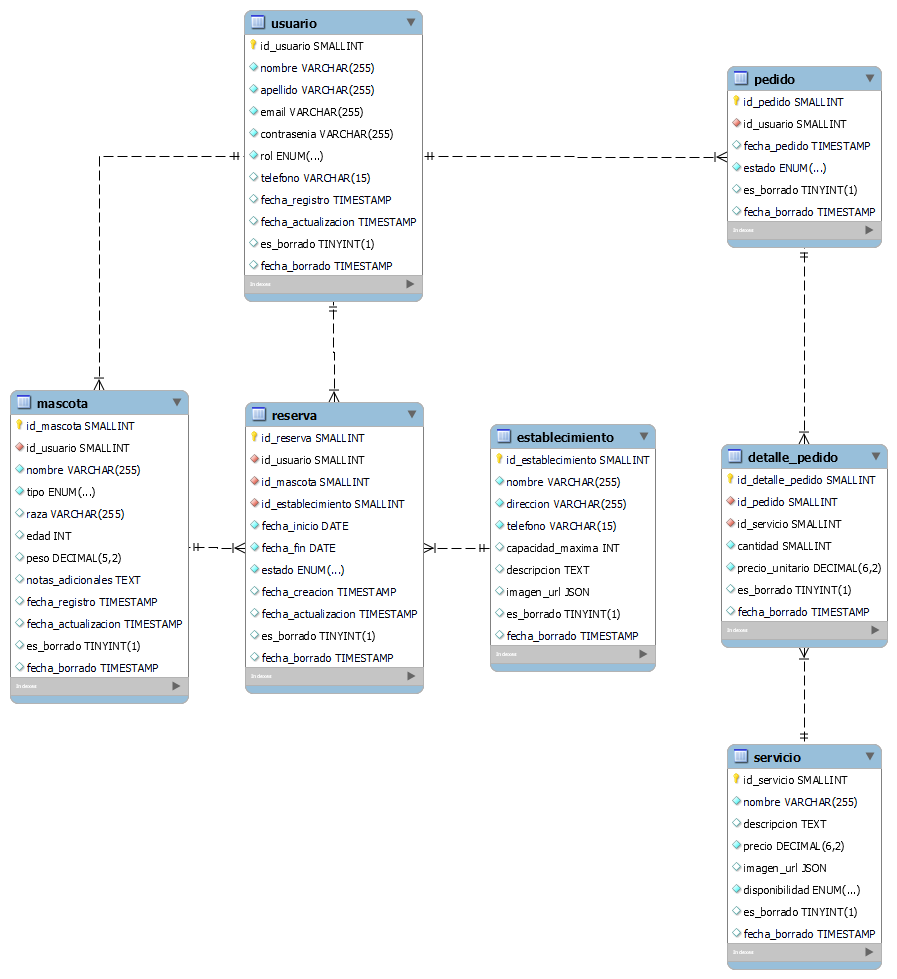 usuario
id_usuario SMALLINT
nombre VARCHAR(255)
apellido VARCHAR(255)
email VARCHAR(255)
contrasenia VARCHAR(255)
rol ENUM(...)
telefono VARCHAR(15)
fecha_registro TIMESTAMP
fecha_actualizacion TIMESTAMP
es_borrado TINYINT(1)
fecha_borrado TIMESTAMP
Indexes
pedido
id_pedido SMALLINT
id_usuario SMALLINT
fecha_pedido TIMESTAMP
estado ENUM(...)
es_borrado TINYINT(1)
fecha_borrado TIMESTAMP
Indexes
mascota
id_mascota SMALLINT
id_usuario SMALLINT
nombre VARCHAR(255)
tipo ENUM(...)
raza VARCHAR(255)
edad INT
peso DECIMAL(5,2)
notas_adicionales TEXT
fecha_registro TIMESTAMP
fecha_actualizacion TIMESTAMP
es_borrado TINYINT(1)
fecha_borrado TIMESTAMP
Indexes
reserva
id_reserva SMALLINT
id_usuario SMALLINT
id_mascota SMALLINT
id_establecimiento SMALLINT
fecha_inicio DATE
fecha_fin DATE
estado ENUM(...)
fecha_creacion TIMESTAMP
fecha_actualizacion TIMESTAMP
es_borrado TINYINT(1)
fecha_borrado TIMESTAMP
Indexes
establecimiento
id_establecimiento SMALLINT
nombre VARCHAR(255)
direccion VARCHAR(255)
telefono VARCHAR(15)
capacidad_maxima INT
descripcion TEXT
imagen_url JSON
es_borrado TINYINT(1)
fecha_borrado TIMESTAMP
Indexes
detalle_pedido
id_detalle_pedido SMALLINT
id_pedido SMALLINT
id_servicio SMALLINT
cantidad SMALLINT
precio_unitario DECIMAL(6,2)
es_borrado TINYINT(1)
fecha_borrado TIMESTAMP
Indexes
servicio
id_servicio SMALLINT
nombre VARCHAR(255)
descripcion TEXT
precio DECIMAL(6,2)
imagen_url JSON
disponibilidad ENUM(...)
es_borrado TINYINT(1)
fecha_borrado TIMESTAMP
Indexes